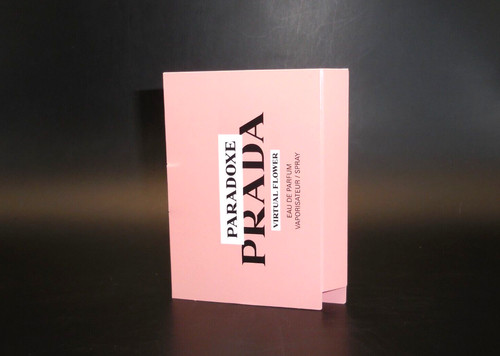 PARADOXE
PRADA
VIRTUAL FLOWER
EAU DE PARFUM
VAPORISATEUR / SPRAY